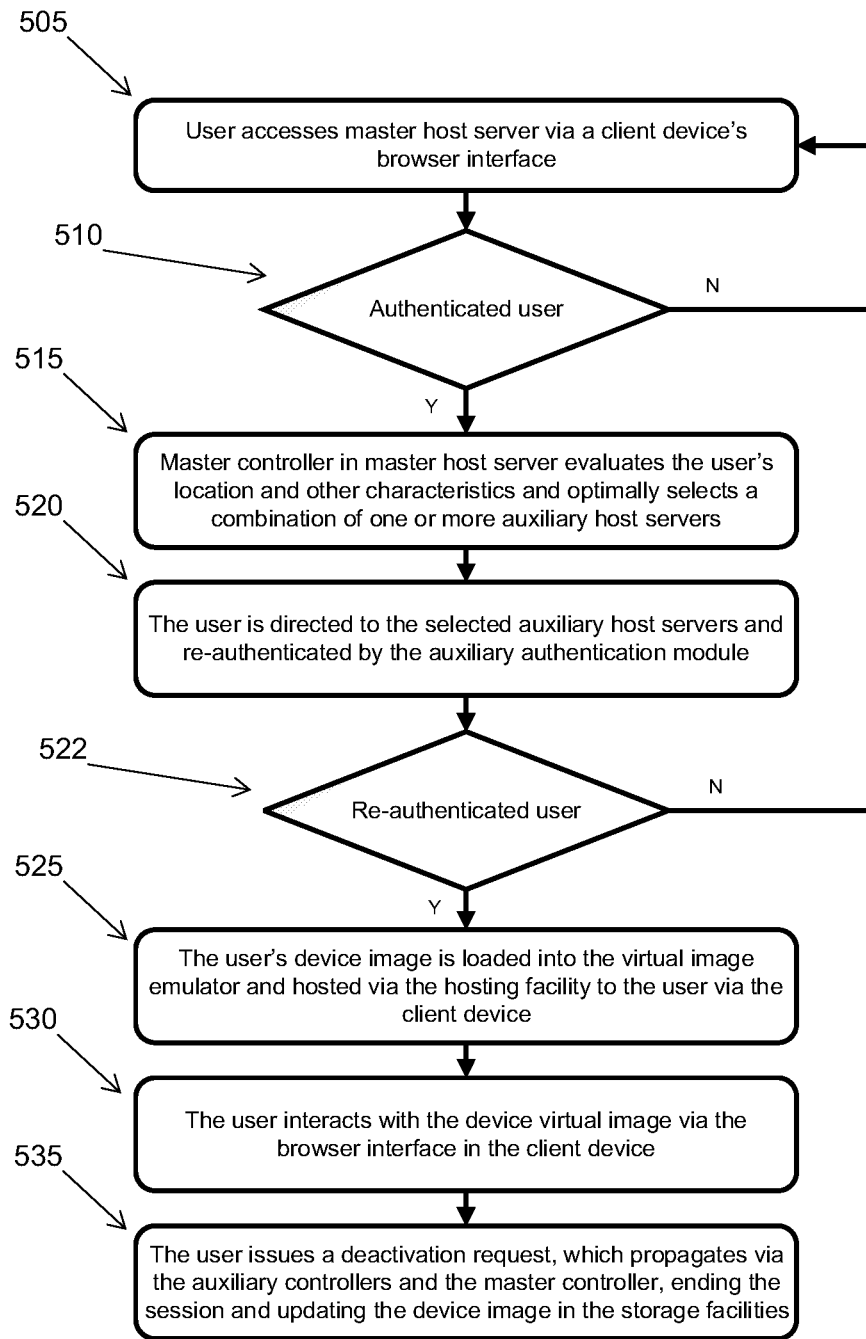 505
User accesses master host server via a client device's
browser interface
510
Authenticated user
N
515
Y
Master controller in master host server evaluates the user's
location and other characteristics and optimally selects a
combination of one or more auxiliary host servers
520
The user is directed to the selected auxiliary host servers and
re-authenticated by the auxiliary authentication module
522
Re-authenticated user
N
525
Y
The user's device image is loaded into the virtual image
emulator and hosted via the hosting facility to the user via the
client device
530
The user interacts with the device virtual image via the
browser interface in the client device
535
The user issues a deactivation request, which propagates via
the auxiliary controllers and the master controller, ending the
session and updating the device image in the storage facilities